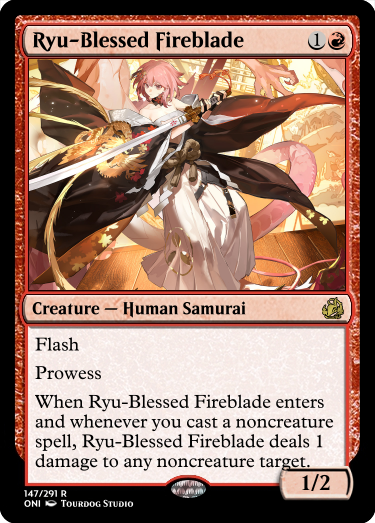 Ryu-Blessed Fireblade 1
Creature — Human Samurai
Flash
Prowess
When Ryu-Blessed Fireblade enters
and whenever you cast a noncreature
spell, Ryu-Blessed Fireblade deals 1
damage to any noncreature target.
1/2
147/291 R
ONI Tourdog Studio